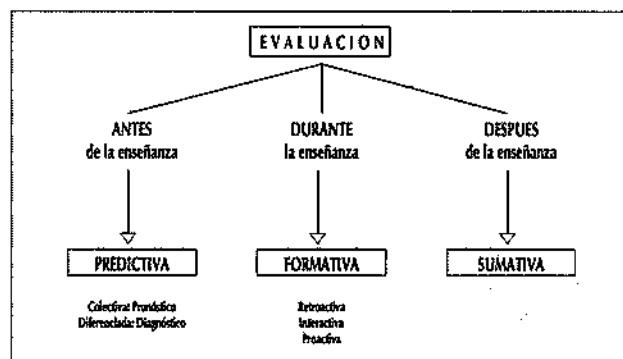 EVALUACION
ANTES
de la enseñanza
DURANTE
la enseñanza
DESPUES
de la enseñanza
PREDICTIVA
FORMATIVA
SUMATIVA
Colectiva: Pronóstico
Diferenciada: Diagnóstico
Retroactiva
Interactiva
Proactiva